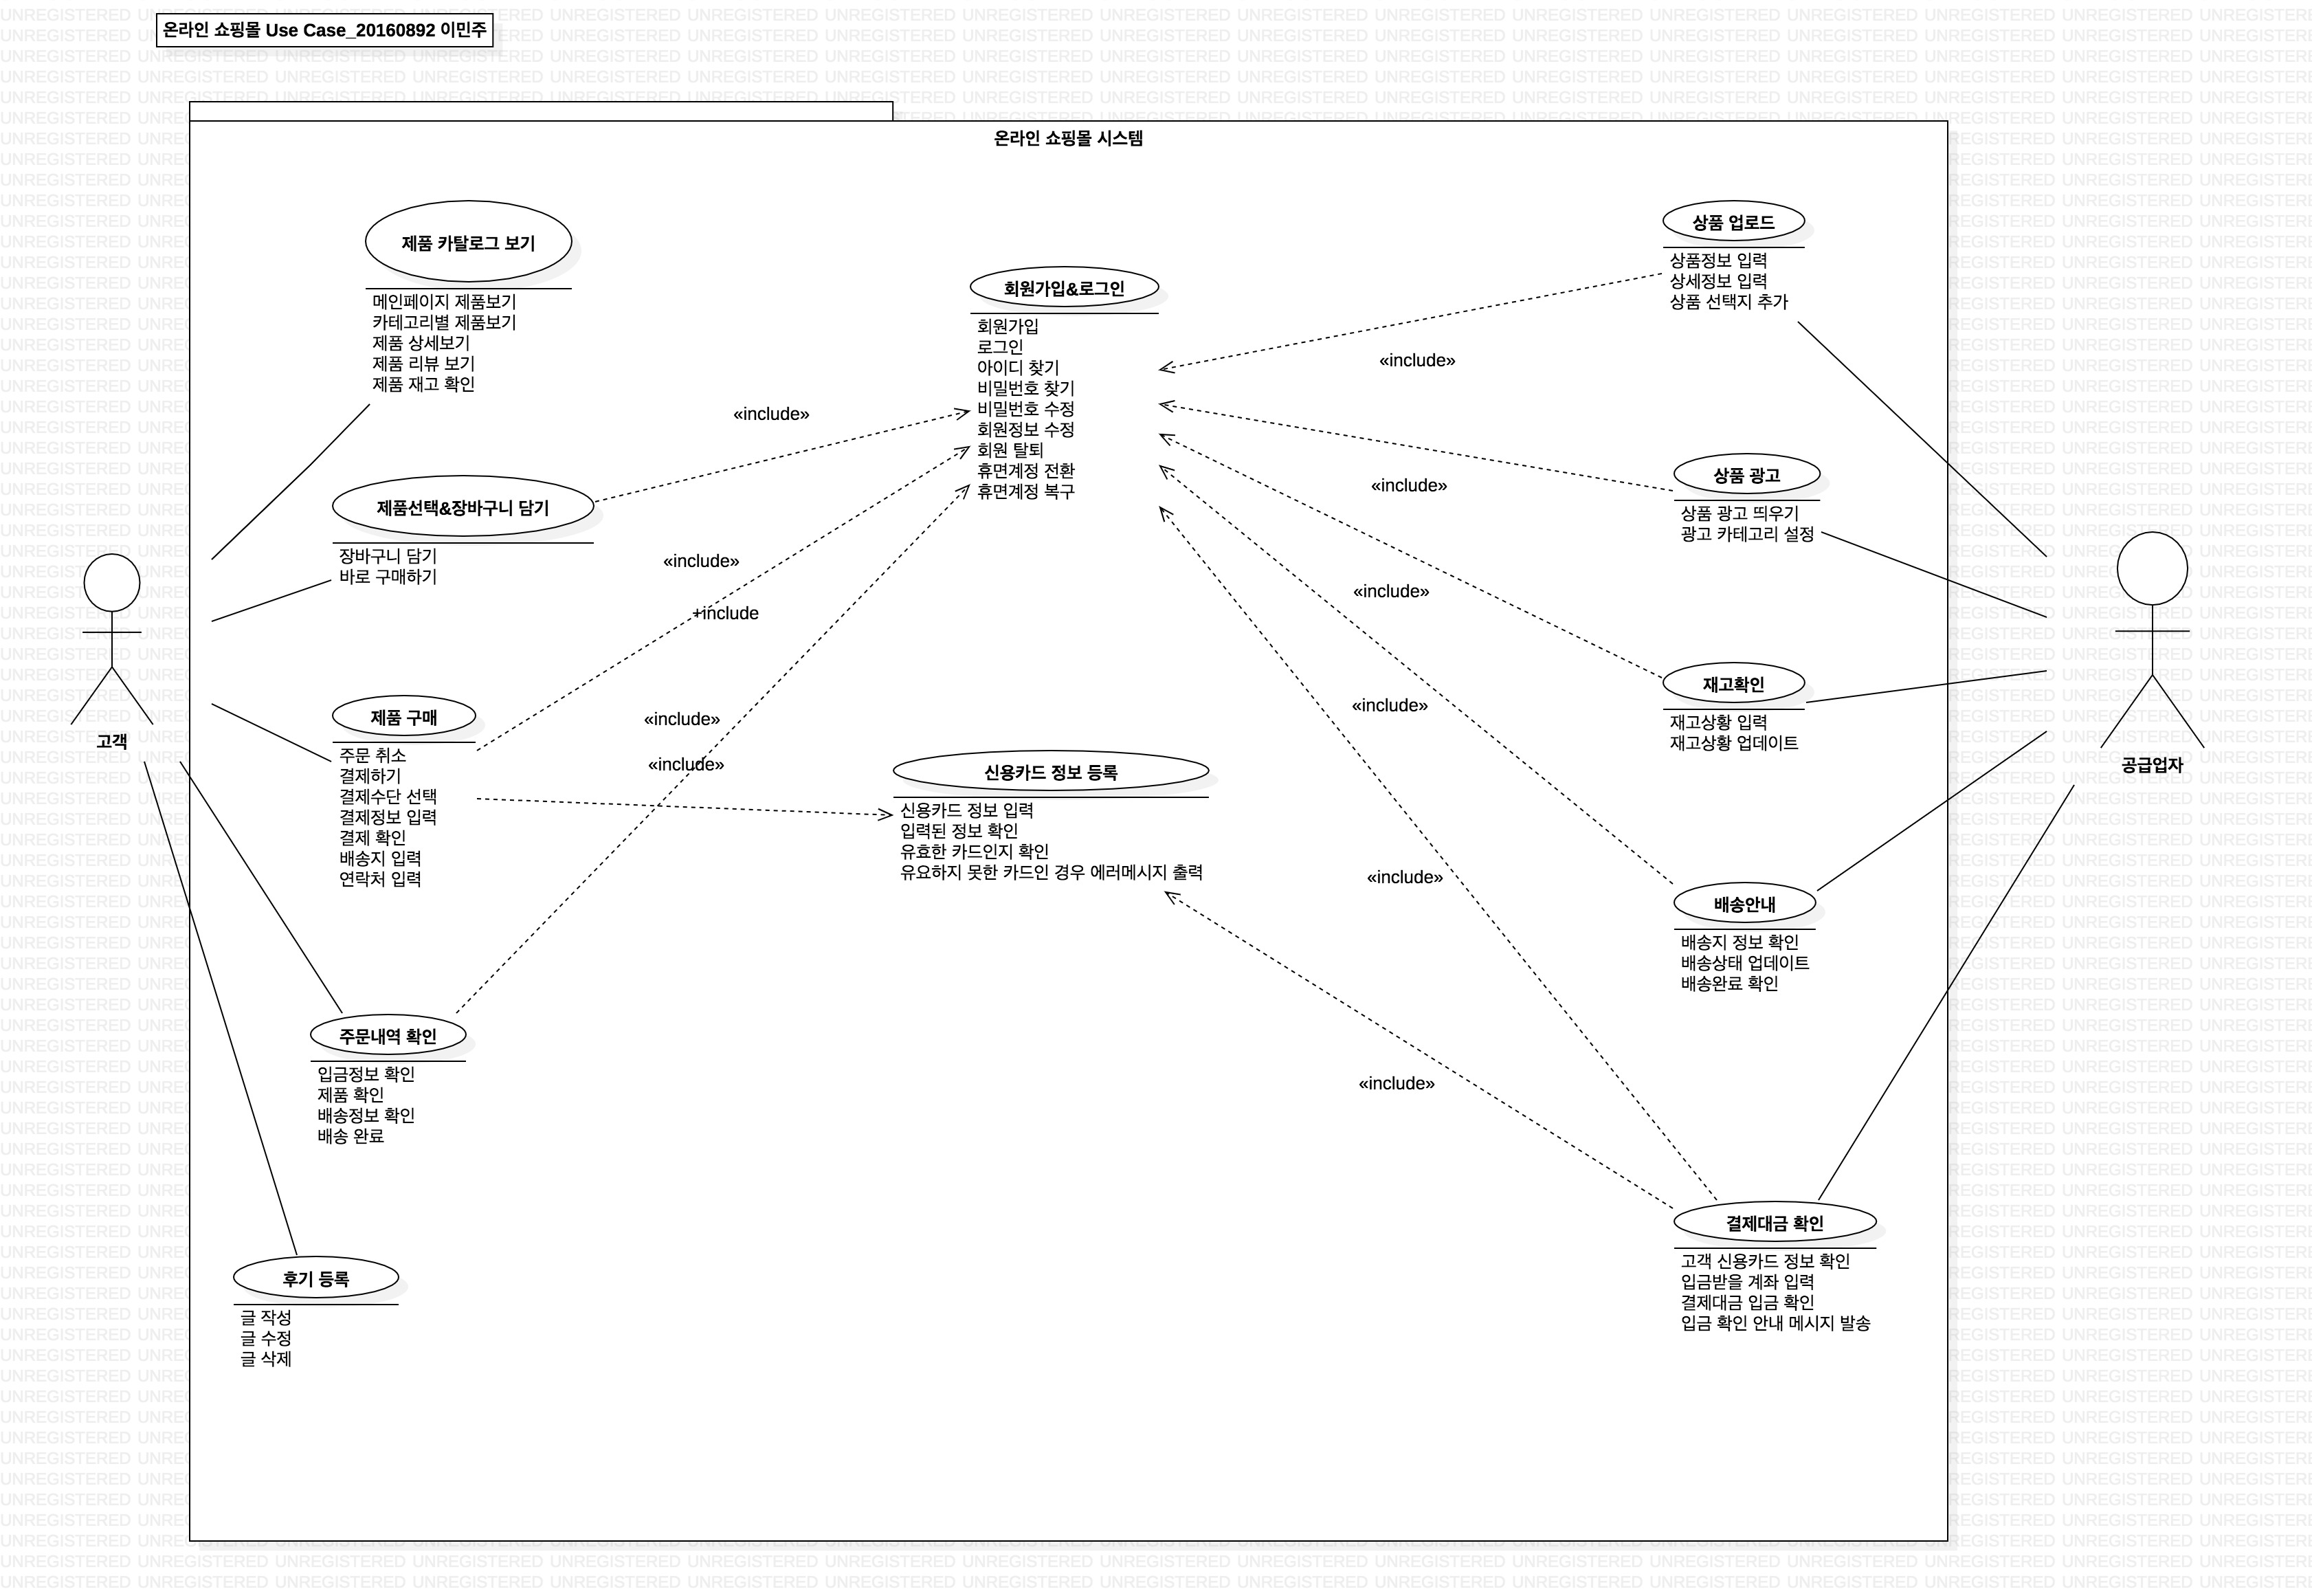 온라인 쇼핑몰 Use Case_20160892 이민주
온라인 쇼핑몰 시스템
제품 카탈로그 보기
메인페이지 제품보기
카테고리별 제품보기
제품 상세보기
제품 리뷰 보기
제품 재고 확인
제품선택&장바구니 담기
장바구니 담기
바로 구매하기
고객
제품 구매
주문 취소
결제하기
결제수단 선택
결제정보 입력
결제 확인
배송지 입력
연락처 입력
주문내역 확인
입금정보 확인
제품 확인
배송정보 확인
배송 완료
후기 등록
글 작성
글 수정
글 삭제
«include»
«include»
+include
«include»
«include»
회원가입&로그인
회원가입
로그인
아이디 찾기
비밀번호 찾기
비밀번호 수정
회원정보 수정
회원 탈퇴
휴면계정 전환
휴면계정 복구
신용카드 정보 등록
신용카드 정보 입력
입력된 정보 확인
유효한 카드인지 확인
유요하지 못한 카드인 경우 에러메시지 출력
«include»
«include»
«include»
«include»
«include»
«include»
상품 업로드
상품정보 입력
상세정보 입력
상품 선택지 추가
상품 광고
상품 광고 띄우기
광고 카테고리 설정
재고확인
재고상황 입력
재고상황 업데이트
공급업자
배송안내
배송지 정보 확인
배송상태 업데이트
배송완료 확인
결제대금 확인
고객 신용카드 정보 확인
입금받을 계좌 입력
결제대금 입금 확인
입금 확인 안내 메시지 발송
UNREGISTERED